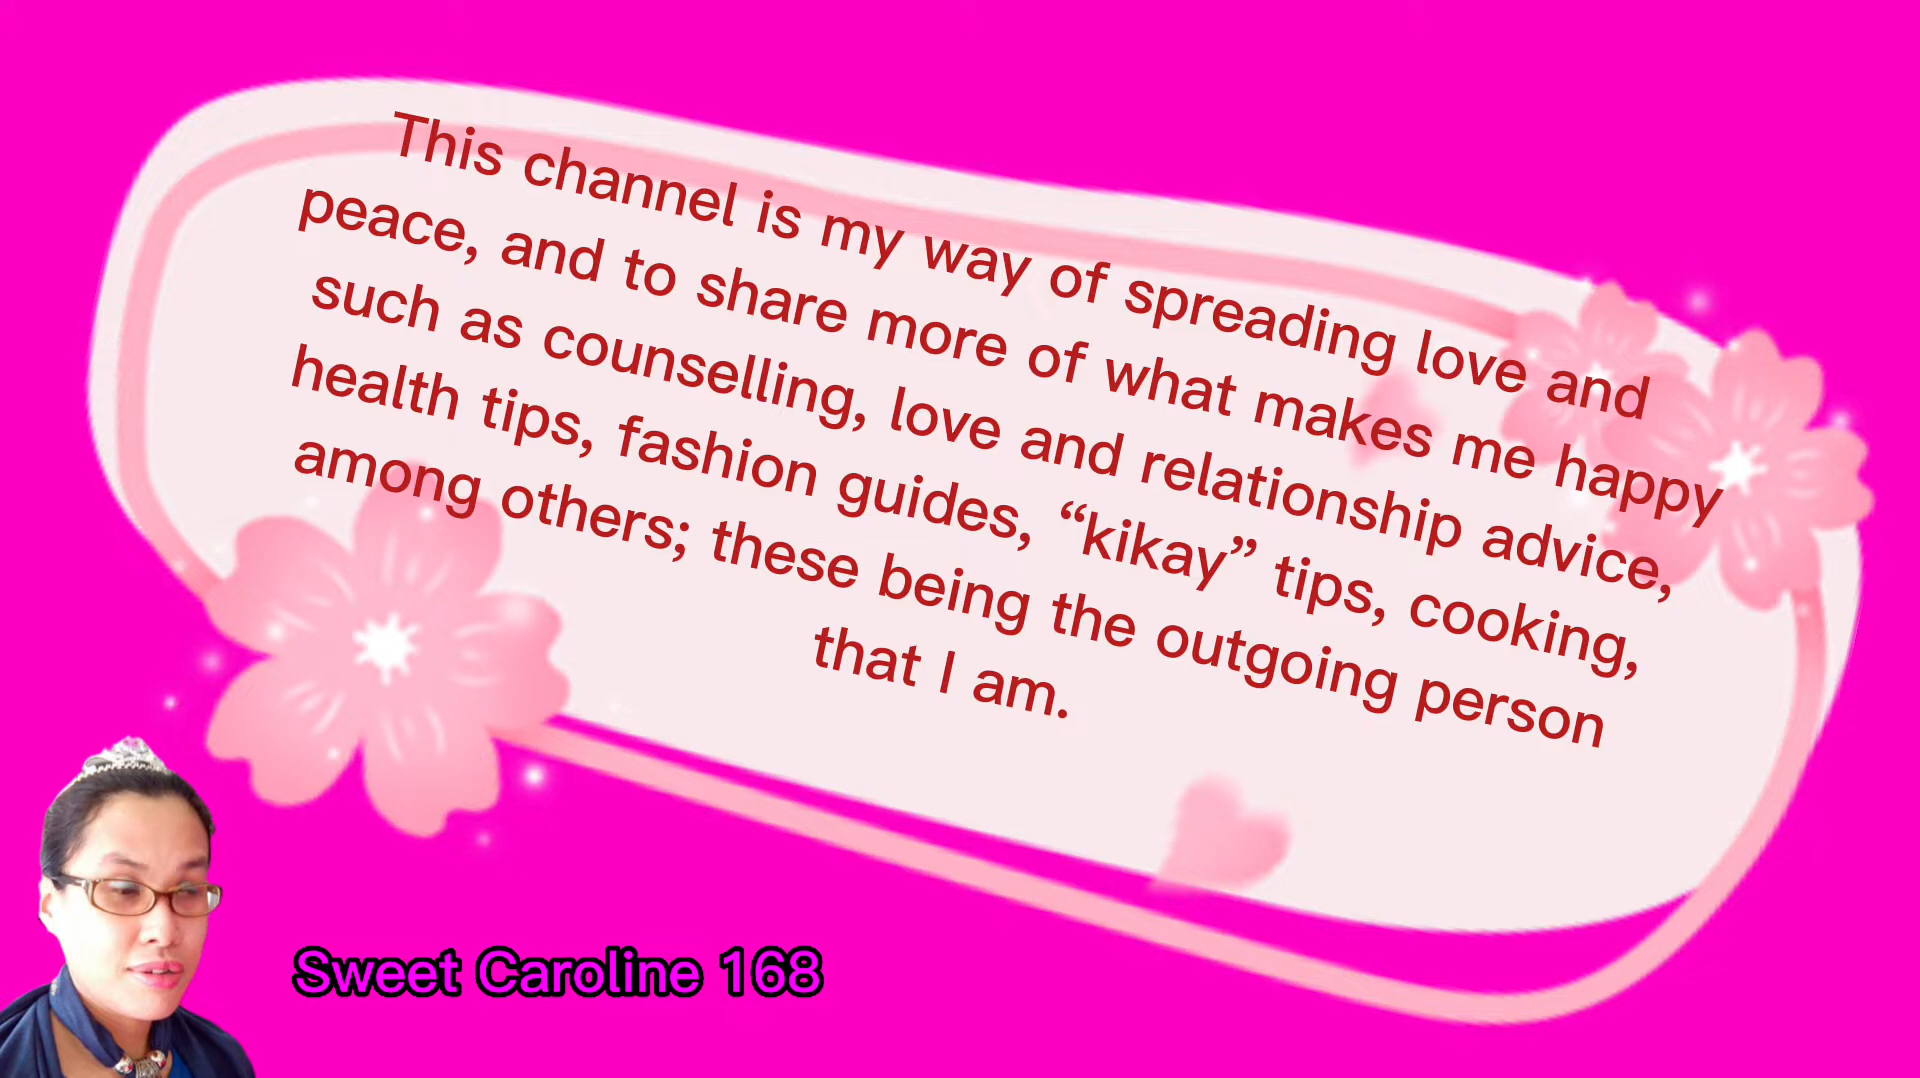 This channel is my way of spreading love and
peace, and to share more of what makes me happy
such as counselling, love and relationship advice,
health tips, fashion guides, “kikay” tips, cooking,
among others; these being the outgoing person
that I am.
Sweet Caroline 168